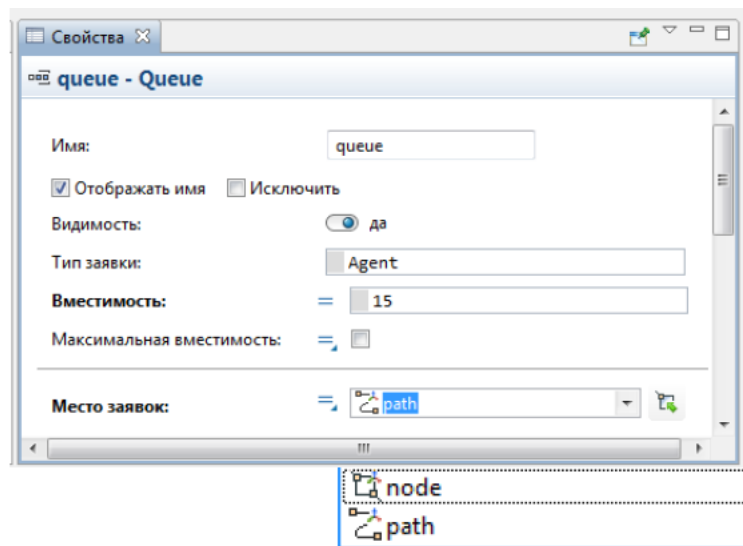 Свойства
queue - Queue
Имя: queue
Отображать имя Исключить
Видимость: да
Тип заявки: Agent
Вместимость: = 15
Максимальная вместимость: =
Место заявок: = path
node
path